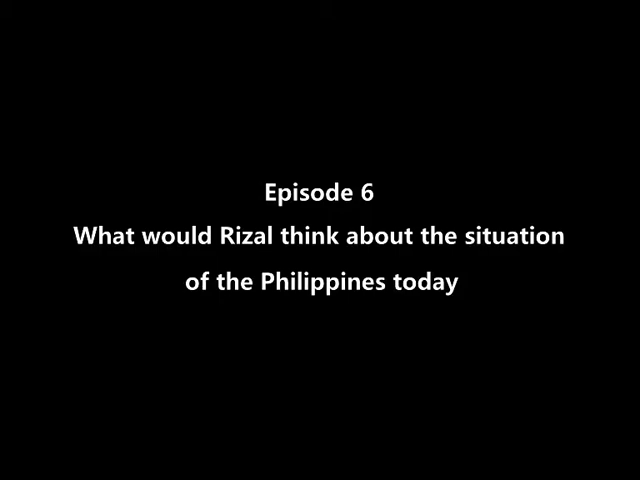 Episode 6
What would Rizal think about the situation
of the Philippines today